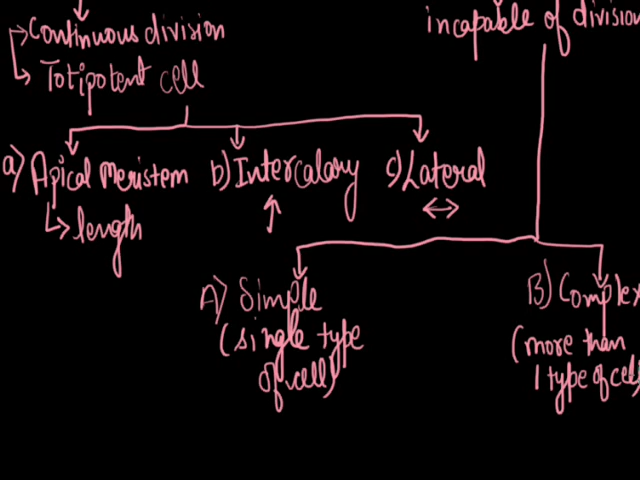 Continuous division
incapable of division
Totipotent cell
a) Apical Meristem b) Intercalary c) Lateral
length
A) Simple B) Complex
(single type (more than
of cell) 1 type of cell